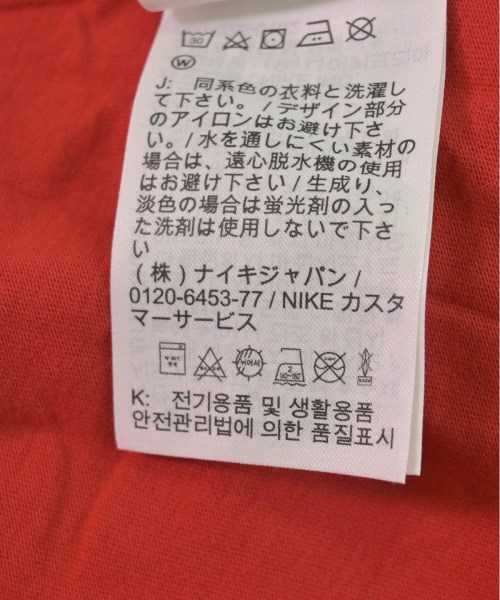 30
W
J: 同系色の衣料と洗濯し
て下さい。/デザイン部分
のアイロンはお避け下さ
い。/水を通しにくい素材の
場合は、遠心脱水機の使用
はお避け下さい/生成り、
淡色の場合は蛍光剤の入っ
た洗剤は使用しないで下さ
い
(株)ナイキジャパン/
0120-6453-77/NIKE カスタ
マーサービス
K: 전기용품 및 생활용품
안전관리법에 의한 품질표시